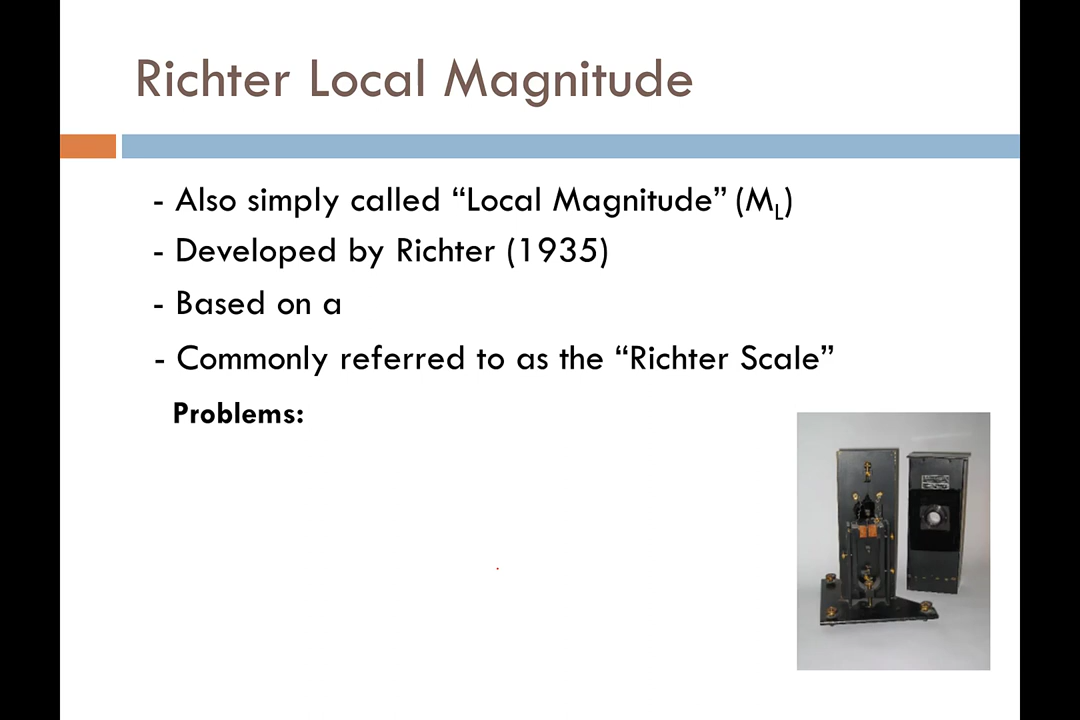 Richter Local Magnitude
- Also simply called “Local Magnitude” (ML)
- Developed by Richter (1935)
- Based on a
- Commonly referred to as the “Richter Scale”
Problems: